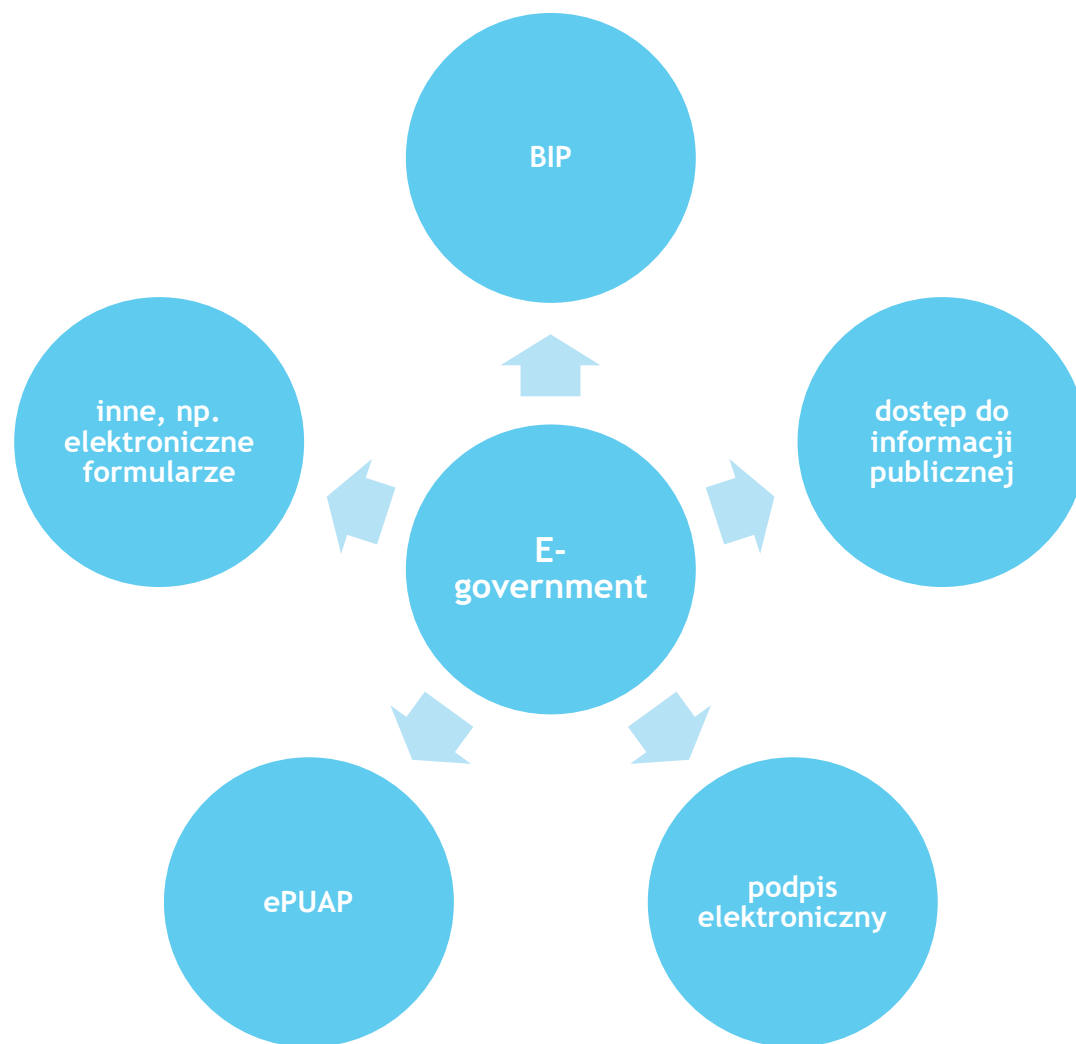 BIP
inne, np.
elektroniczne
formularze
dostęp do
informacji
publicznej
E-
government
ePUAP
podpis
elektroniczny